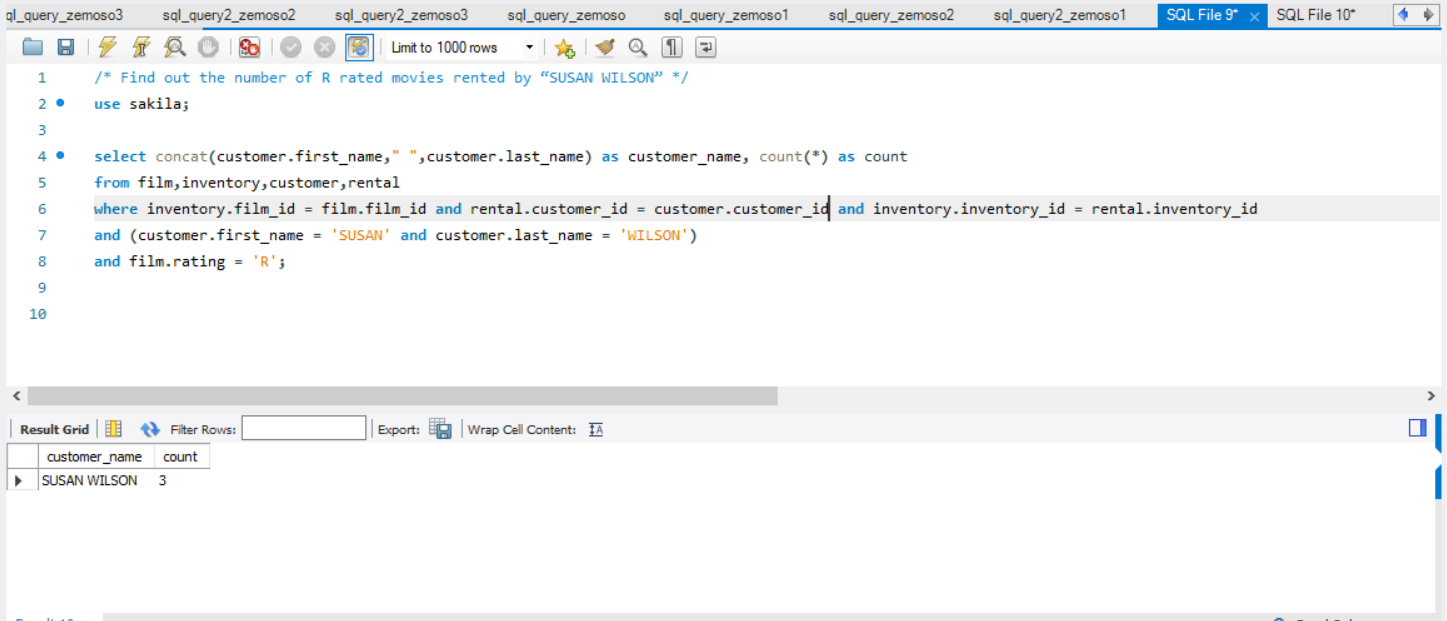 ql_query_zemoso3 sql_query2_zemoso2 sql_query2_zemoso3 sql_query_zemoso sql_query_zemoso1 sql_query_zemoso2 sql_query2_zemoso1 SQL File 9* × SQL File 10*
Limit to 1000 rows
1 /* Find out the number of R rated movies rented by “SUSAN WILSON” */
2 use sakila;
3
4 select concat(customer.first_name," ",customer.last_name) as customer_name, count(*) as count
5 from film,inventory,customer,rental
6 where inventory.film_id = film.film_id and rental.customer_id = customer.customer_id and inventory.inventory_id = rental.inventory_id
7 and (customer.first_name = 'SUSAN' and customer.last_name = 'WILSON')
8 and film.rating = 'R';
9
10
Result Grid Filter Rows: Export: Wrap Cell Content: IA
customer_name count
SUSAN WILSON 3